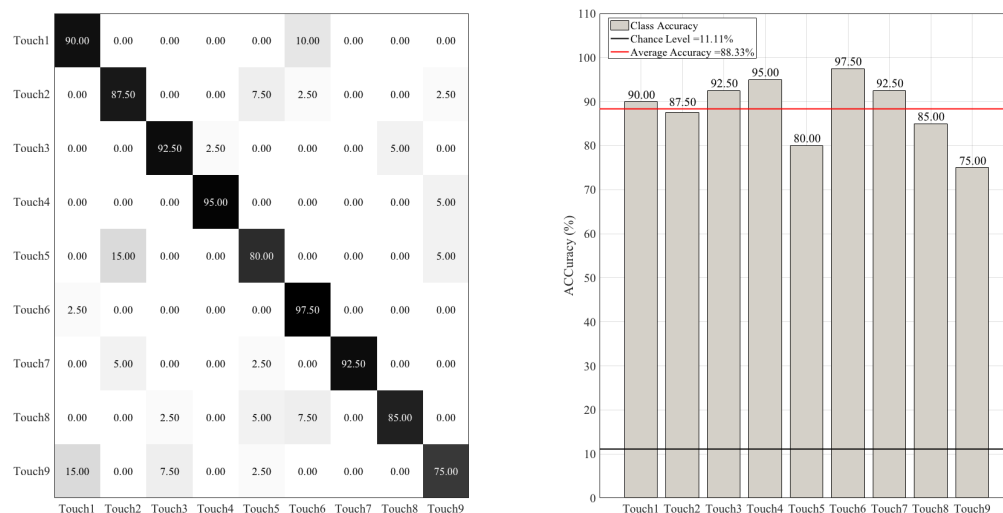 Touch1 90.00 0.00 0.00 0.00 0.00 10.00 0.00 0.00 0.00
Touch2 0.00 87.50 0.00 0.00 7.50 2.50 0.00 0.00 2.50
Touch3 0.00 0.00 92.50 2.50 0.00 0.00 0.00 5.00 0.00
Touch4 0.00 0.00 0.00 95.00 0.00 0.00 0.00 0.00 5.00
Touch5 0.00 15.00 0.00 0.00 80.00 0.00 0.00 0.00 5.00
Touch6 2.50 0.00 0.00 0.00 0.00 97.50 0.00 0.00 0.00
Touch7 0.00 5.00 0.00 0.00 2.50 0.00 92.50 0.00 0.00
Touch8 0.00 0.00 2.50 0.00 5.00 7.50 0.00 85.00 0.00
Touch9 15.00 0.00 7.50 0.00 2.50 0.00 0.00 0.00 75.00
Touch1 Touch2 Touch3 Touch4 Touch5 Touch6 Touch7 Touch8 Touch9
Class Accuracy
Chance Level =11.11%
Average Accuracy =88.33%
ACCuracy (%)
110
100
90
80
70
60
50
40
30
20
10
0
90.00 87.50 92.50 95.00 80.00 97.50 92.50 85.00 75.00
Touch1 Touch2 Touch3 Touch4 Touch5 Touch6 Touch7 Touch8 Touch9